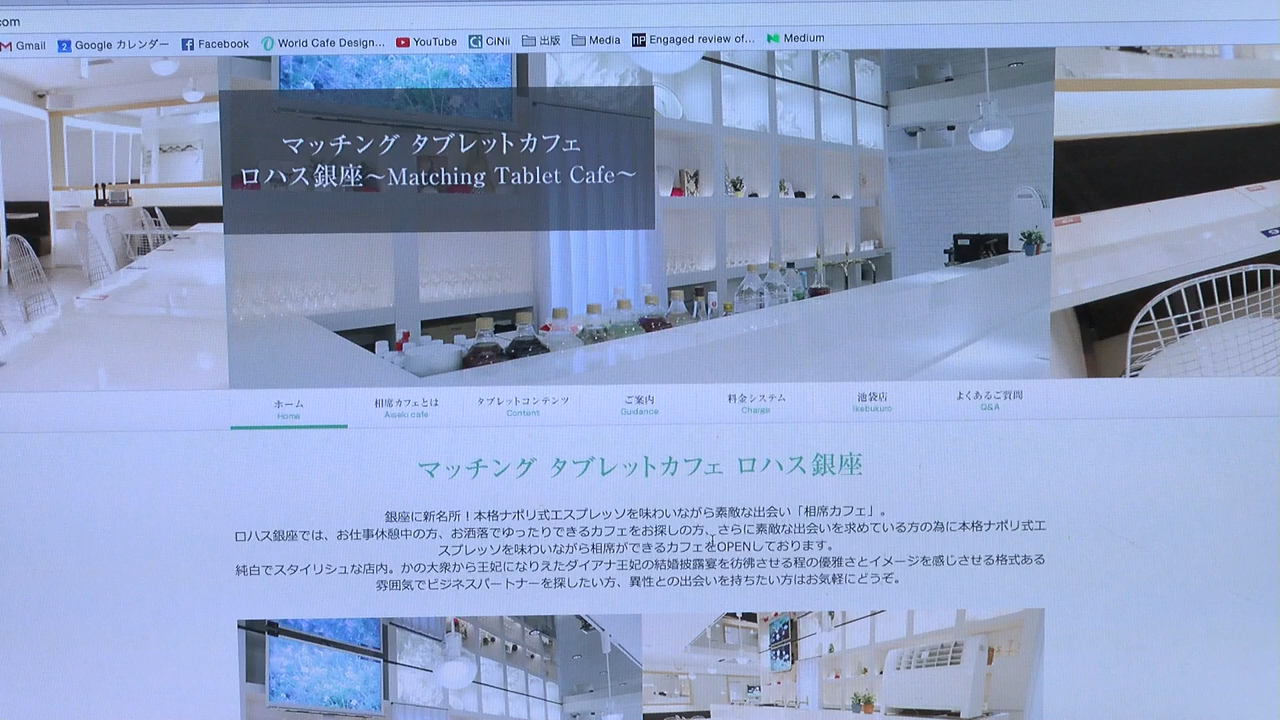 com
Gmail 2 Google カレンダー Facebook World Cafe Design... YouTube CiNii 出版 Media Engaged review of... Medium
マッチング タブレットカフェ
ロハス銀座～Matching Tablet Cafe～
ホーム 相席カフェとは タブレットコンテンツ ご案内 料金システム 池袋店 よくあるご質問
Home Aiseki cafe Content Guidance Charge Ikebukuro Q&A
マッチング タブレットカフェ ロハス銀座
銀座に新名所！本格ナポリ式エスプレッソを味わいながら素敵な出会い「相席カフェ」。
ロハス銀座では、お仕事休憩中の方、お洒落でゆったりできるカフェをお探しの方、さらに素敵な出会いを求めている方の為に本格ナポリ式エ
スプレッソを味わいながら相席ができるカフェをOPENしております。
純白でスタイリシュな店内。かの大衆から王妃になりえたダイアナ王妃の結婚披露宴を彷彿させる程の優雅さとイメージを感じさせる格式ある
雰囲気でビジネスパートナーを探したい方、異性との出会いを持ちたい方はお気軽にどうぞ。